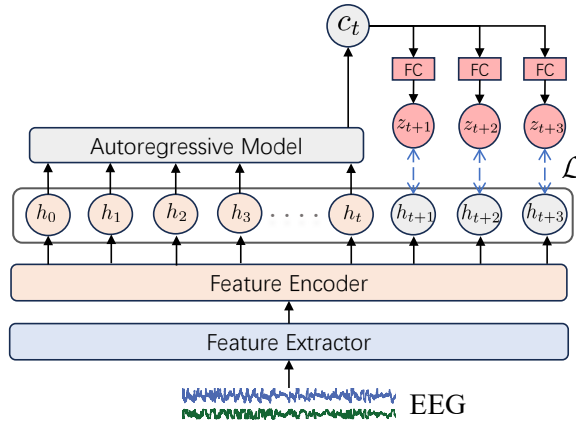 c_t
FC FC FC
z_{t+1} z_{t+2} z_{t+3}
Autoregressive Model
ℒ
h_0 h_1 h_2 h_3 · · · · h_t h_{t+1} h_{t+2} h_{t+3}
Feature Encoder
Feature Extractor
EEG